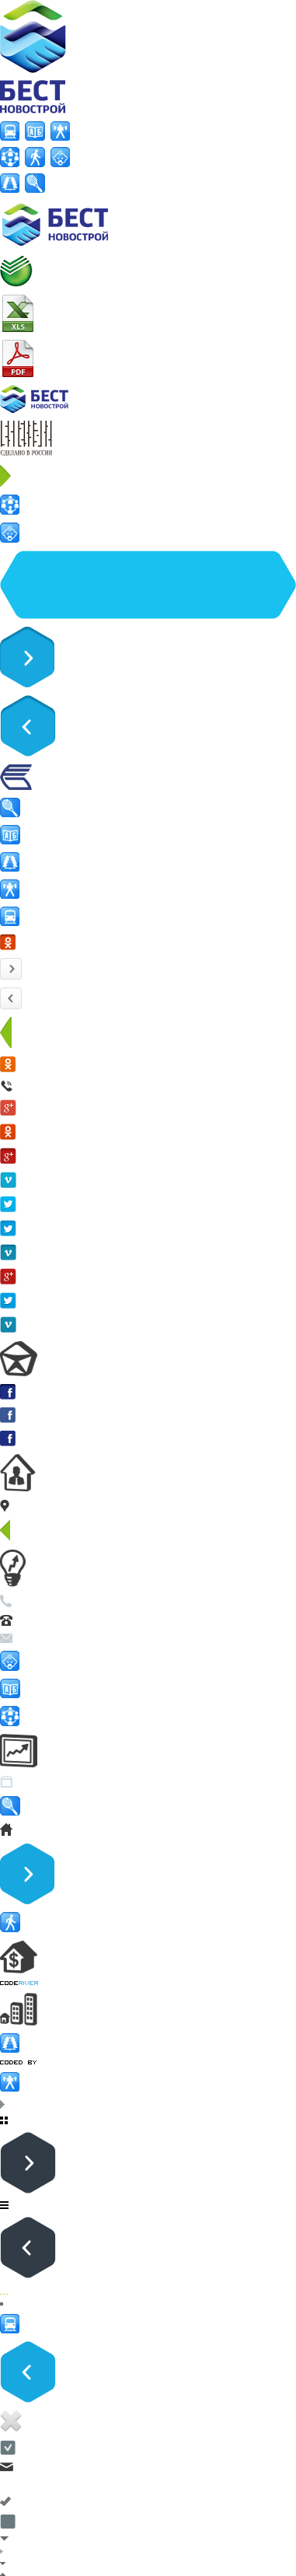 БЕСТ
НОВОСТРОЙ
БЕСТ
НОВОСТРОЙ
XLS
PDF
БЕСТ
НОВОСТРОЙ
СДЕЛАНО В РОССИИ
g+
g+
g+
CODERIVER
CODED BY